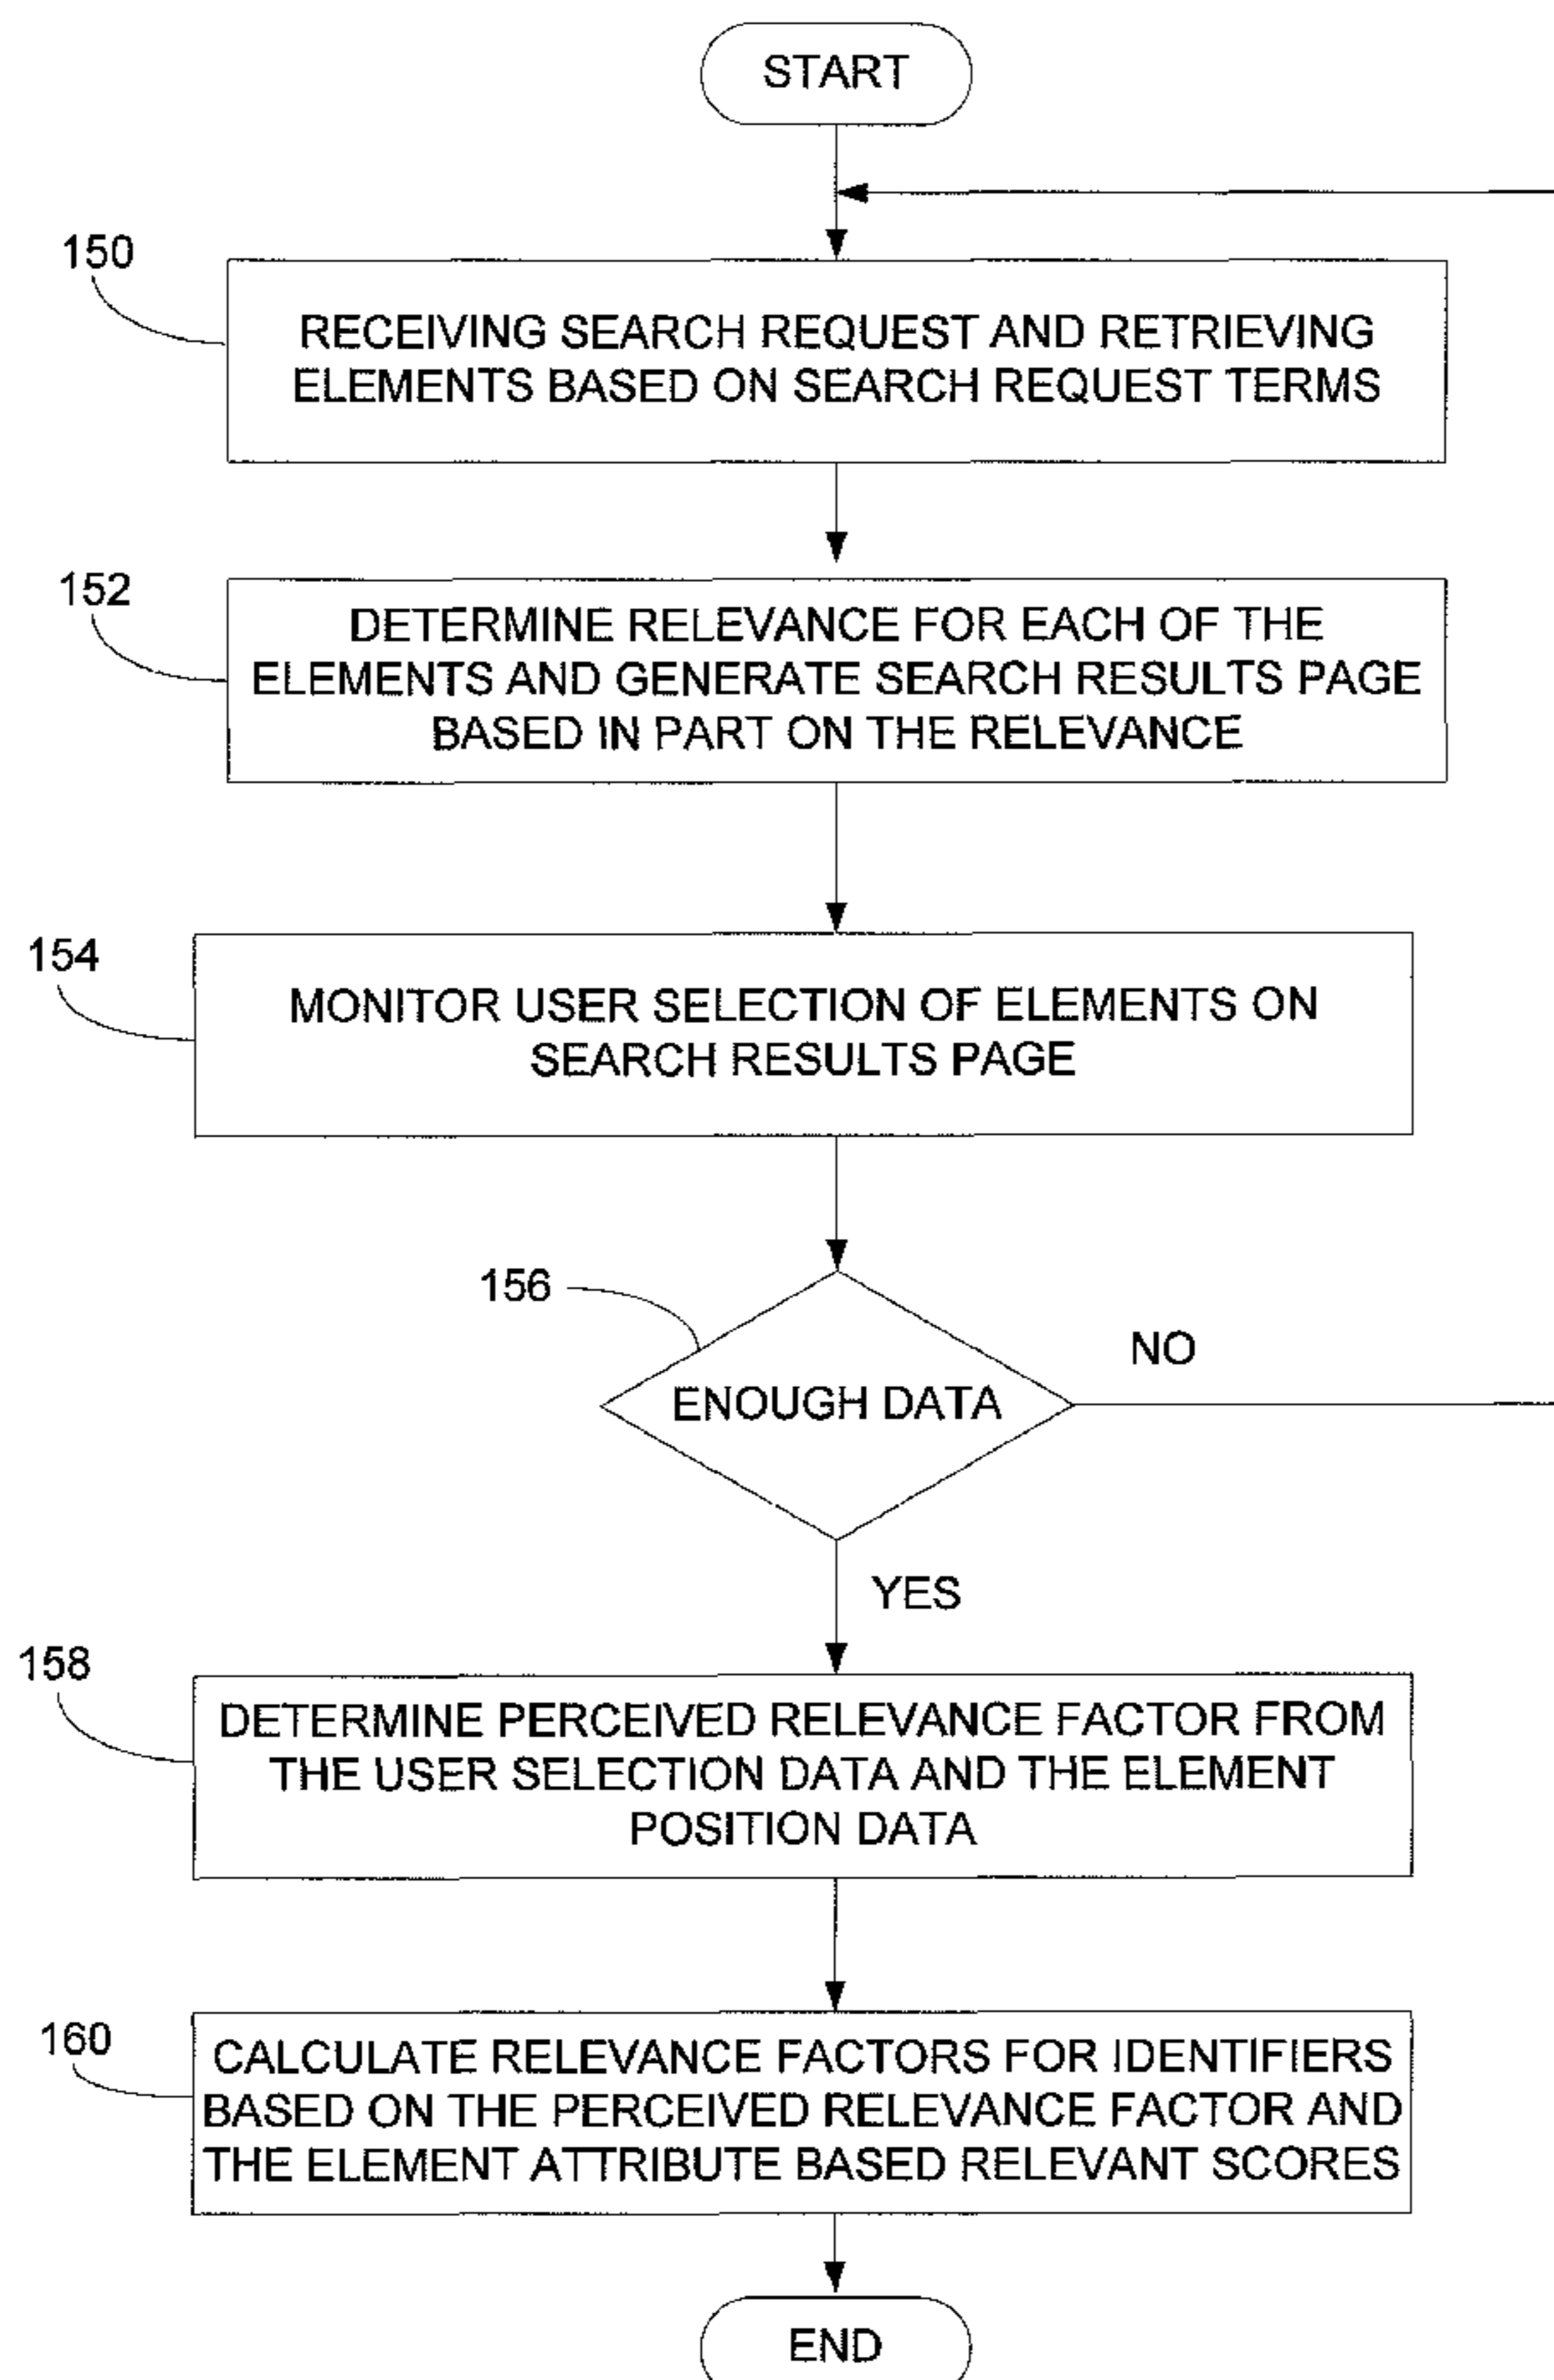 START
150
RECEIVING SEARCH REQUEST AND RETRIEVING
ELEMENTS BASED ON SEARCH REQUEST TERMS
152
DETERMINE RELEVANCE FOR EACH OF THE
ELEMENTS AND GENERATE SEARCH RESULTS PAGE
BASED IN PART ON THE RELEVANCE
154
MONITOR USER SELECTION OF ELEMENTS ON
SEARCH RESULTS PAGE
156
ENOUGH DATA
NO
YES
158
DETERMINE PERCEIVED RELEVANCE FACTOR FROM
THE USER SELECTION DATA AND THE ELEMENT
POSITION DATA
160
CALCULATE RELEVANCE FACTORS FOR IDENTIFIERS
BASED ON THE PERCEIVED RELEVANCE FACTOR AND
THE ELEMENT ATTRIBUTE BASED RELEVANT SCORES
END